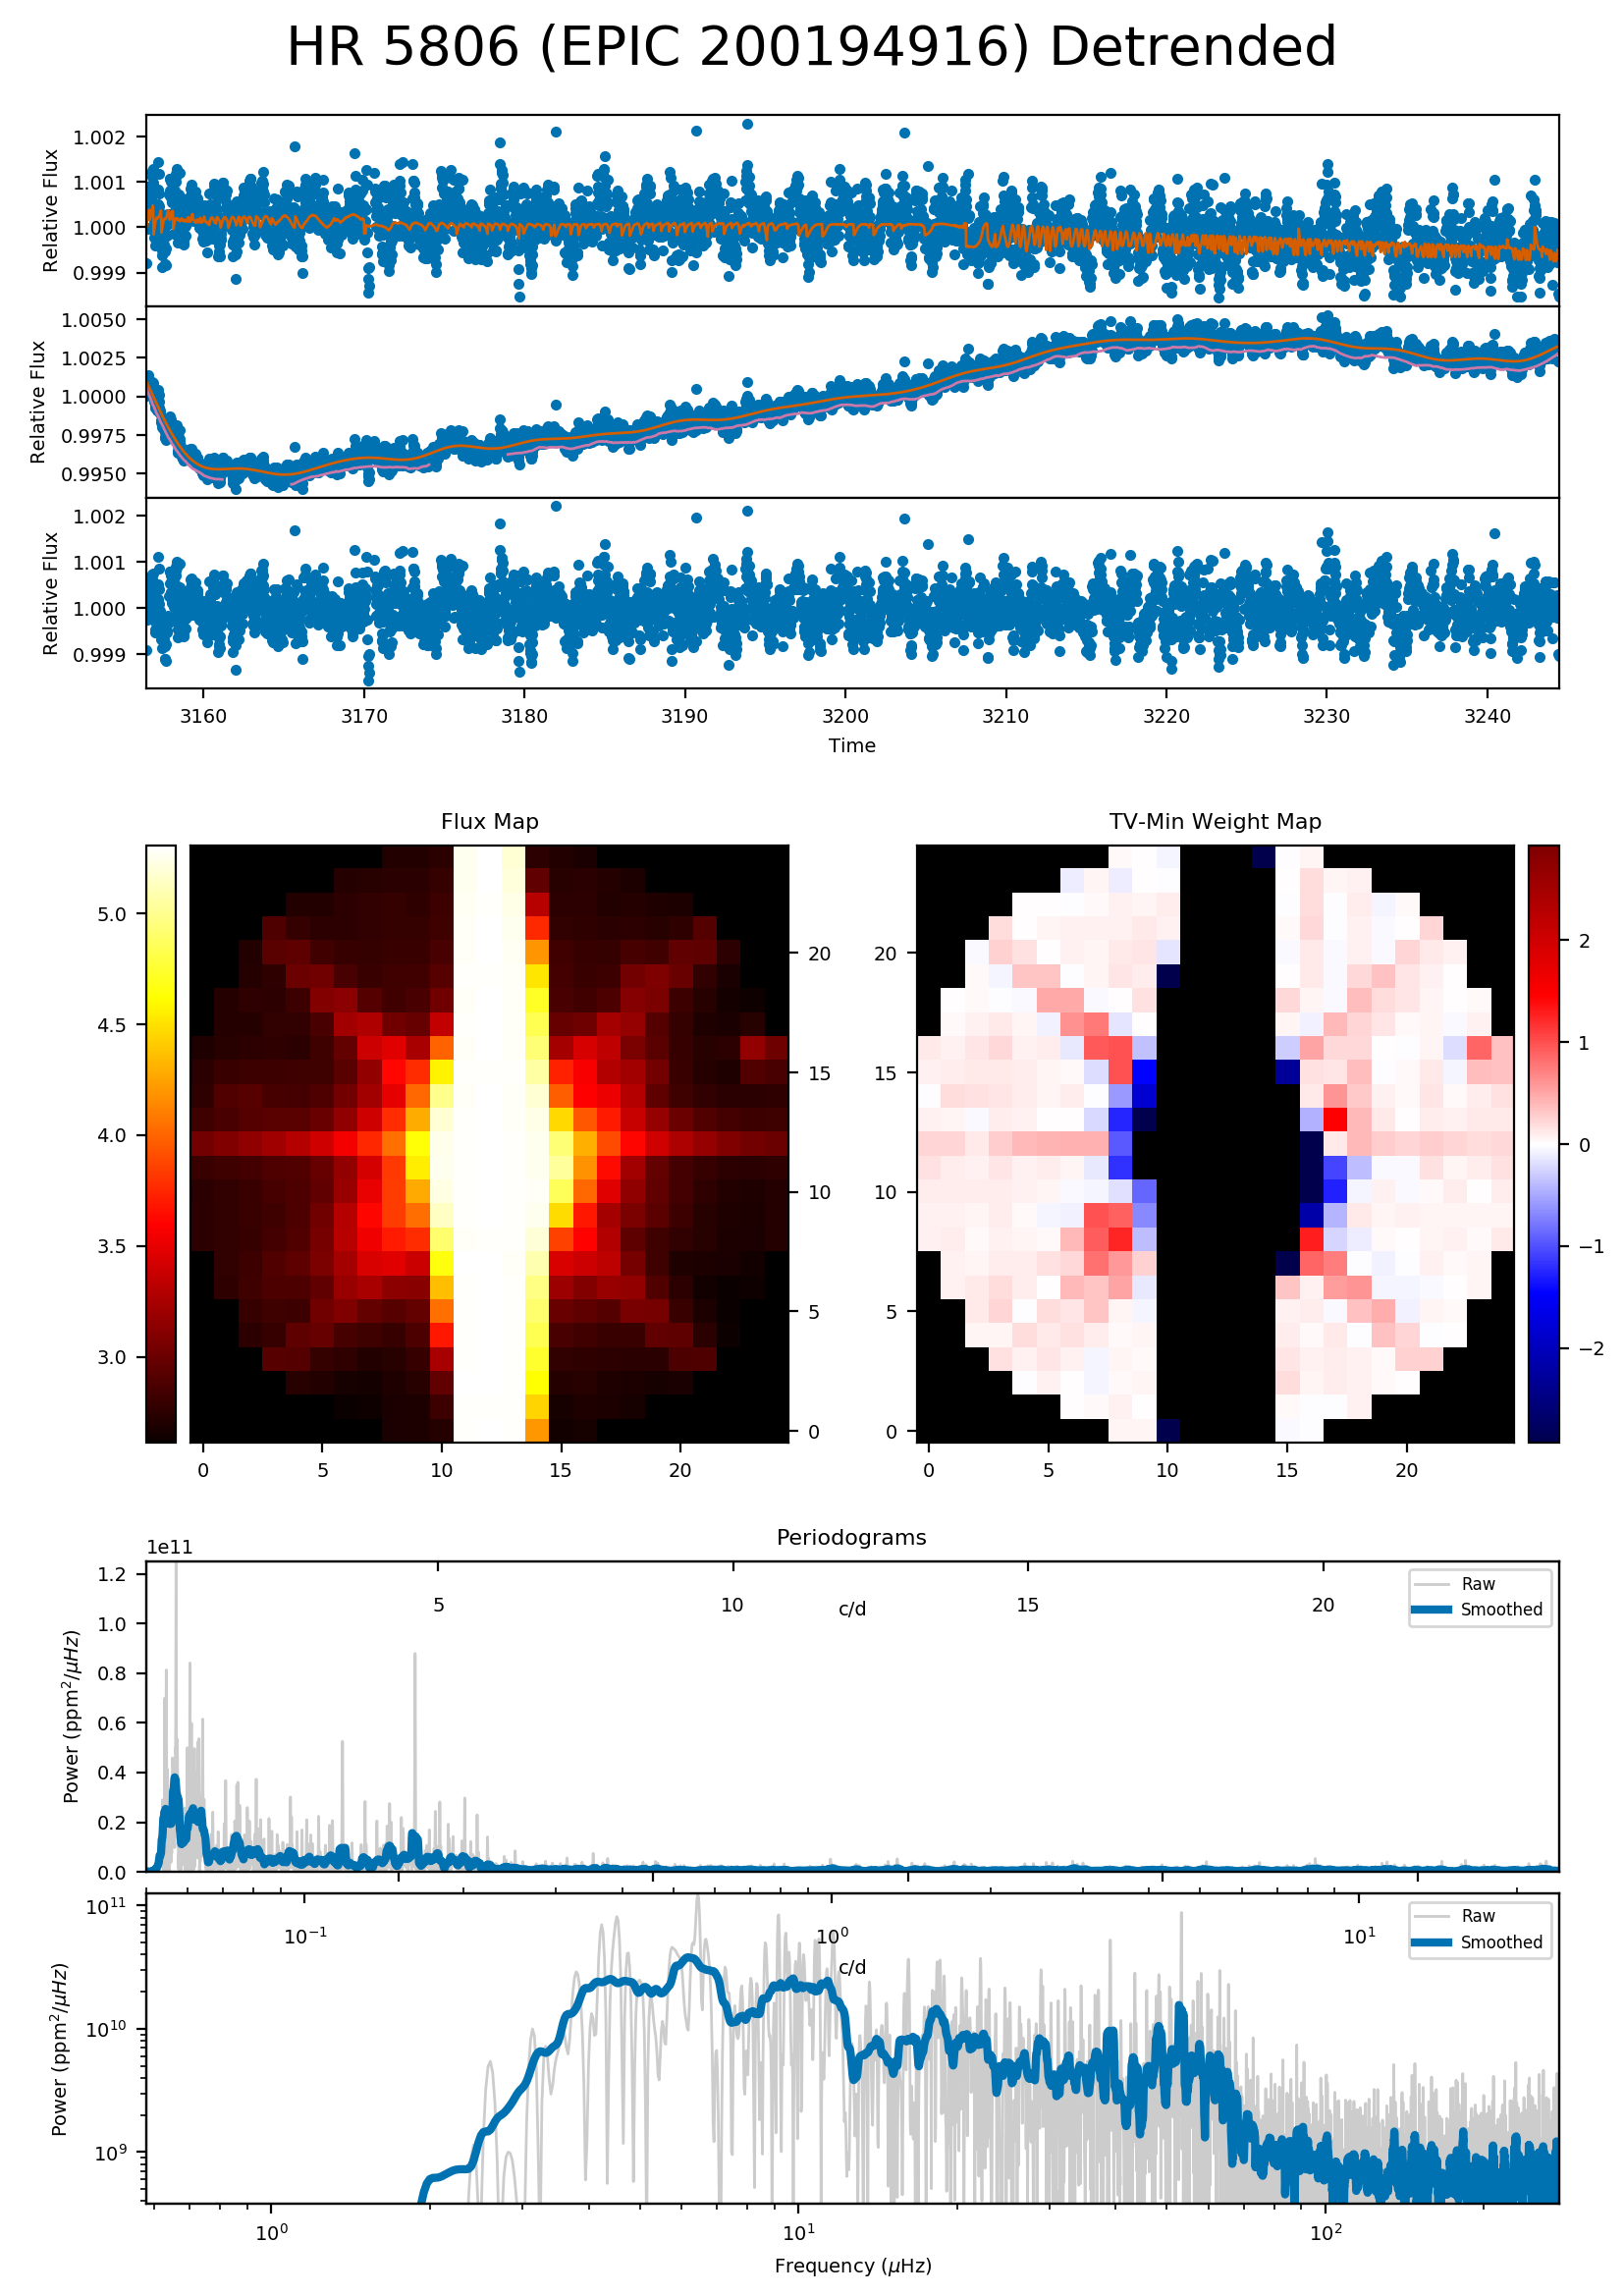 HR 5806 (EPIC 200194916) Detrended
1.002
1.001
1.000
0.999
Relative Flux
1.0050
1.0025
1.0000
0.9975
0.9950
Relative Flux
1.002
1.001
1.000
0.999
Relative Flux
3160 3170 3180 3190 3200 3210 3220 3230 3240
Time
Flux Map
5.0
4.5
4.0
3.5
3.0
20
15
10
5
0
0 5 10 15 20
TV-Min Weight Map
20
15
10
5
0
2
1
0
−1
−2
0 5 10 15 20
Periodograms
1e11
1.2
1.0
0.8
0.6
0.4
0.2
0.0
Power (ppm²/μHz)
5 10 15 20
c/d
Raw
Smoothed
10¹¹
10¹⁰
10⁹
Power (ppm²/μHz)
10⁻¹ 10⁰ 10¹
c/d
Raw
Smoothed
10⁰ 10¹ 10²
Frequency (μHz)